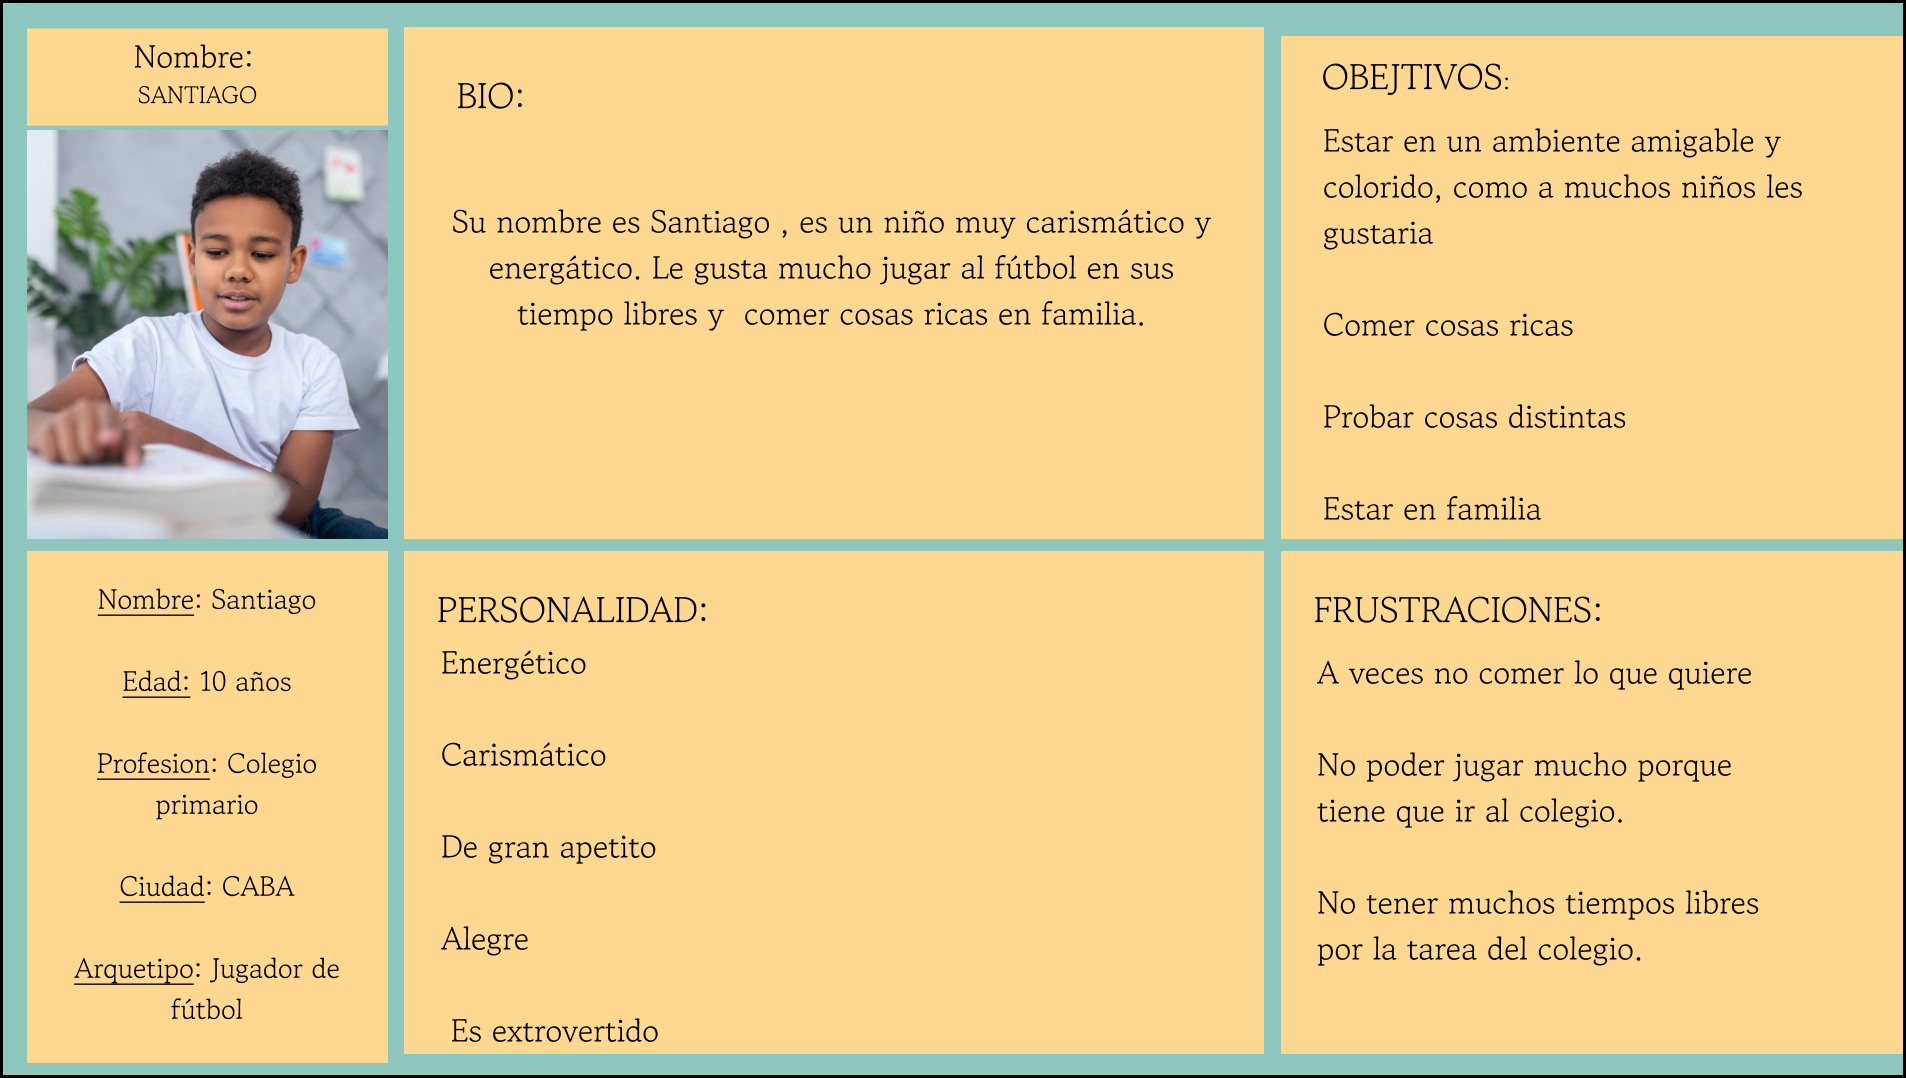 Nombre:
SANTIAGO
BIO:
Su nombre es Santiago , es un niño muy carismático y
energático. Le gusta mucho jugar al fútbol en sus
tiempo libres y  comer cosas ricas en familia.
OBEJTIVOS:
Estar en un ambiente amigable y
colorido, como a muchos niños les
gustaria
Comer cosas ricas
Probar cosas distintas
Estar en familia
Nombre: Santiago
Edad: 10 años
Profesion: Colegio
primario
Ciudad: CABA
Arquetipo: Jugador de
fútbol
PERSONALIDAD:
Energético
Carismático
De gran apetito
Alegre
Es extrovertido
FRUSTRACIONES:
A veces no comer lo que quiere
No poder jugar mucho porque
tiene que ir al colegio.
No tener muchos tiempos libres
por la tarea del colegio.